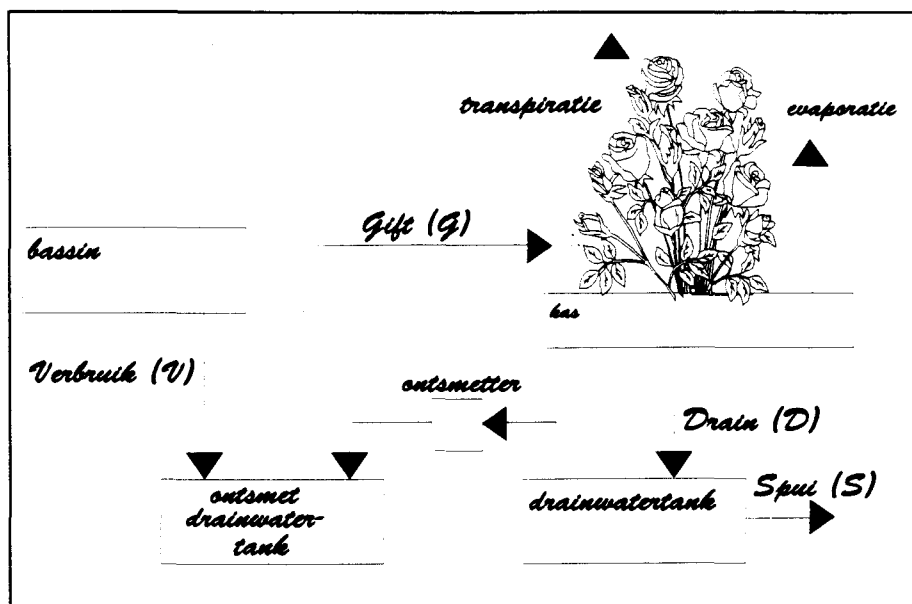 transpiratie
evaporatie
Gift (G)
bassin
kas
Verbruik (V)
ontsmetter
Drain (D)
ontsmet
drainwater-
tank
drainwatertank
Spui (S)